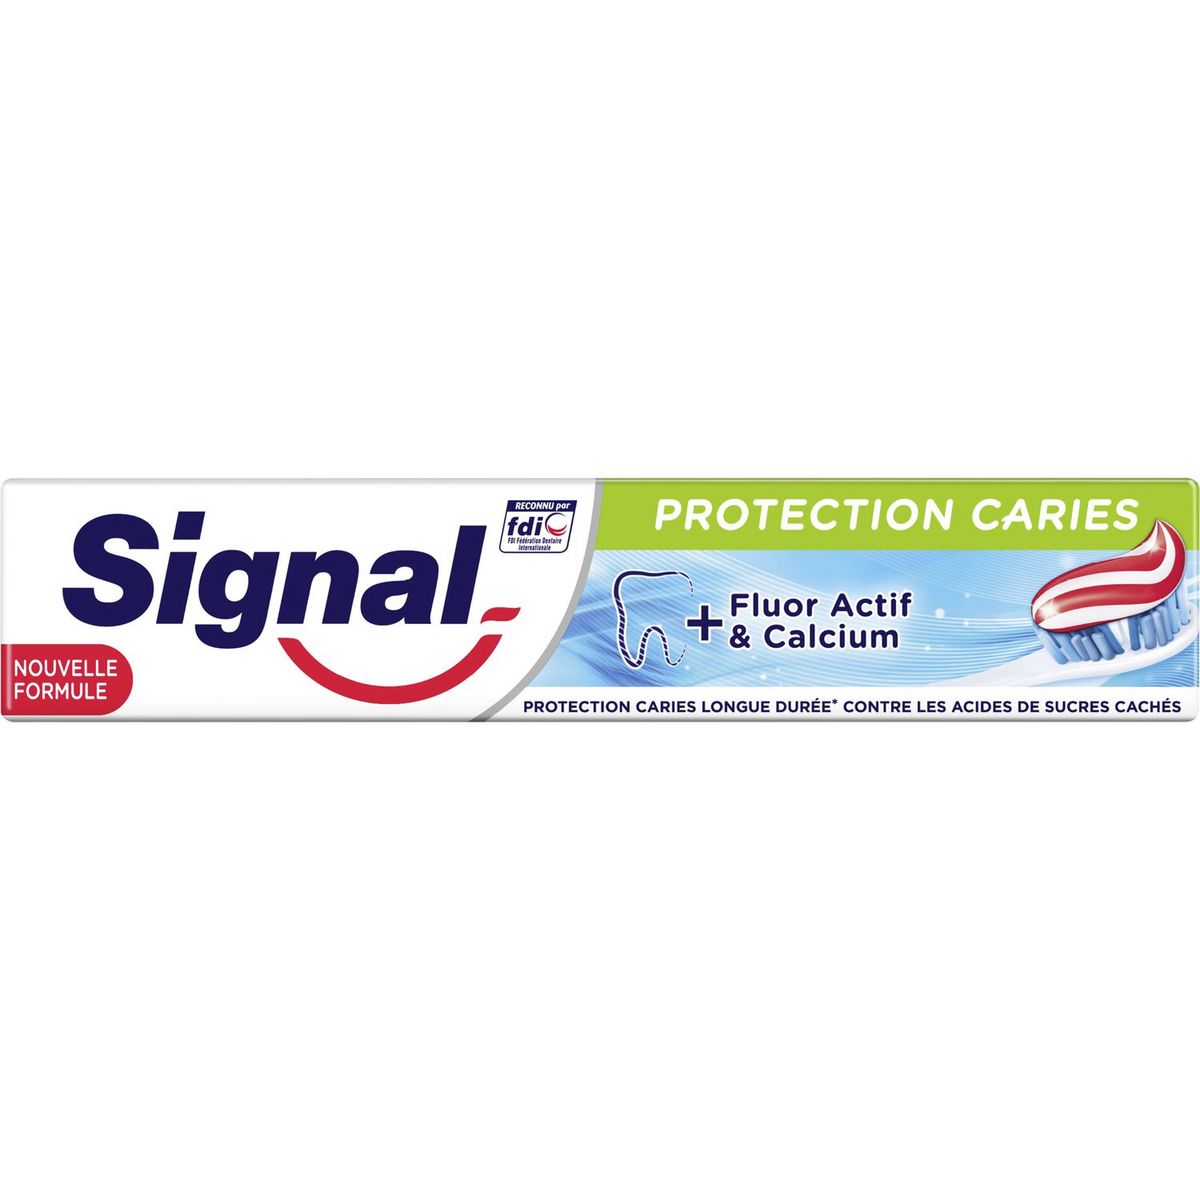 Signal
RECONNU par
fdi
FDI Fédération Dentaire
Internationale
NOUVELLE
FORMULE
PROTECTION CARIES
+ Fluor Actif
& Calcium
PROTECTION CARIES LONGUE DURÉE* CONTRE LES ACIDES DE SUCRES CACHÉS